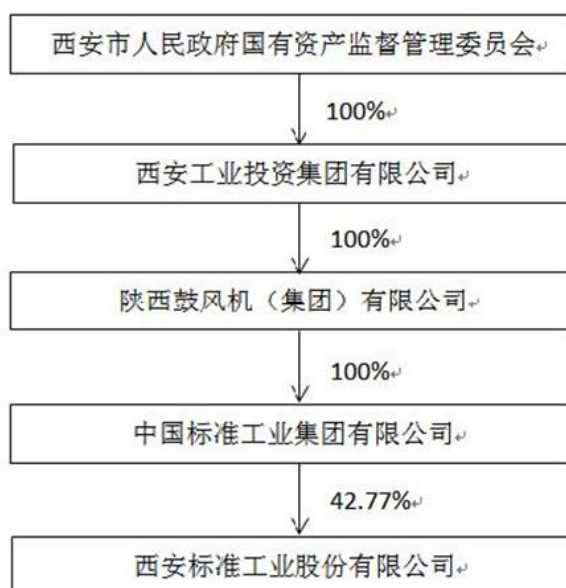 西安市人民政府国有资产监督管理委员会
100%
西安工业投资集团有限公司
100%
陕西鼓风机（集团）有限公司
100%
中国标准工业集团有限公司
42.77%
西安标准工业股份有限公司